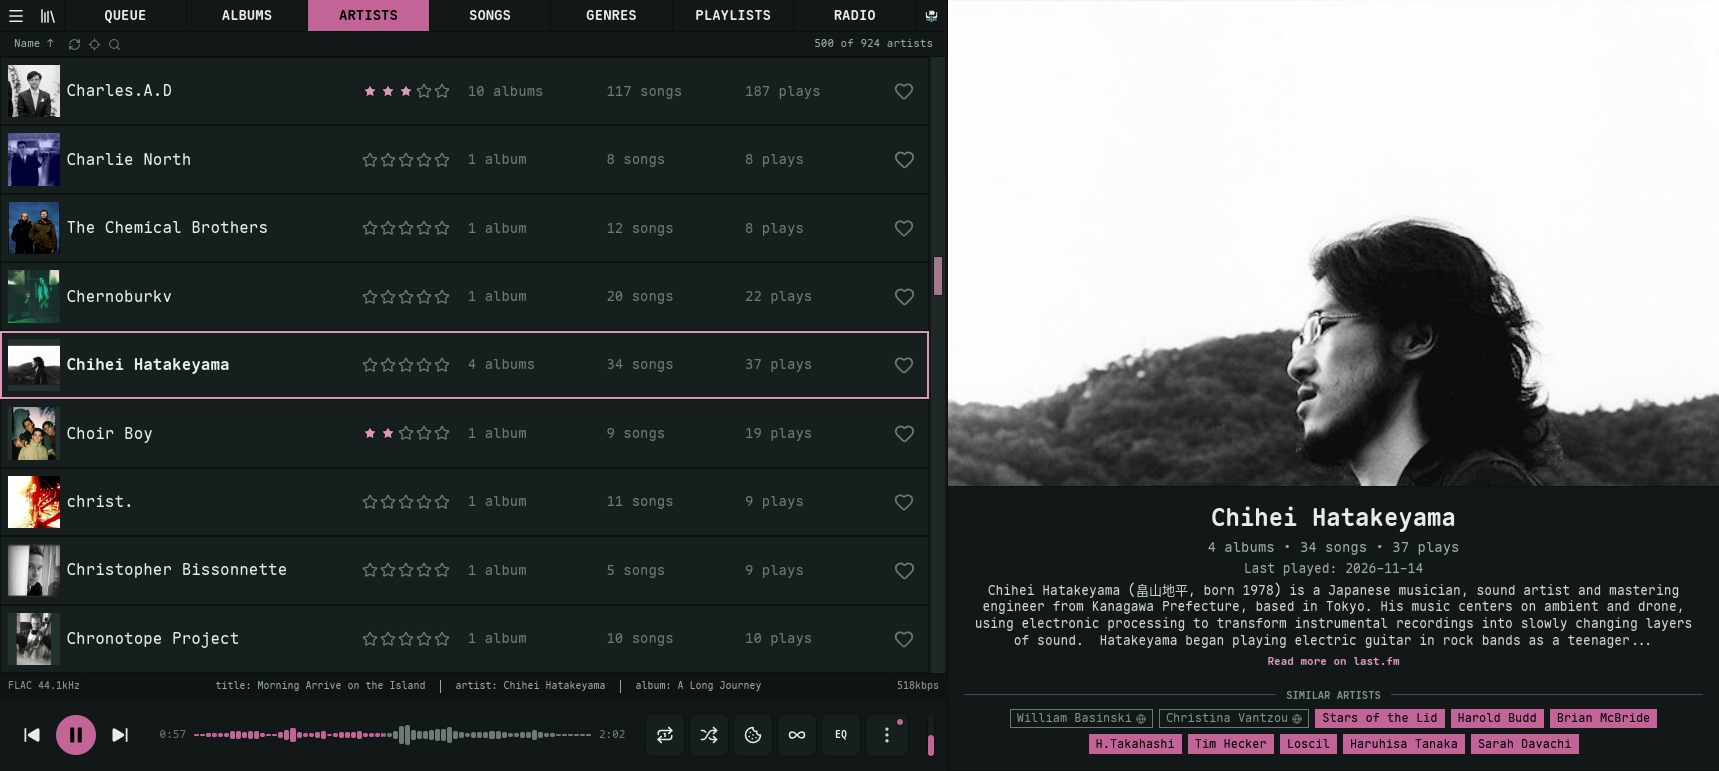 QUEUE ALBUMS ARTISTS SONGS GENRES PLAYLISTS RADIO
Name ↑ 500 of 924 artists
Charles.A.D 10 albums 117 songs 187 plays
Charlie North 1 album 8 songs 8 plays
The Chemical Brothers 1 album 12 songs 8 plays
Chernoburkv 1 album 20 songs 22 plays
Chihei Hatakeyama 4 albums 34 songs 37 plays
Choir Boy 1 album 9 songs 19 plays
christ. 1 album 11 songs 9 plays
Christopher Bissonnette 1 album 5 songs 9 plays
Chronotope Project 1 album 10 songs 10 plays
FLAC 44.1kHz title: Morning Arrive on the Island | artist: Chihei Hatakeyama | album: A Long Journey 518kbps
0:57 2:02 EQ
Chihei Hatakeyama
4 albums • 34 songs • 37 plays
Last played: 2026-11-14
Chihei Hatakeyama (畠山地平, born 1978) is a Japanese musician, sound artist and mastering
engineer from Kanagawa Prefecture, based in Tokyo. His music centers on ambient and drone,
using electronic processing to transform instrumental recordings into slowly changing layers
of sound. Hatakeyama began playing electric guitar in rock bands as a teenager...
Read more on last.fm
SIMILAR ARTISTS
William Basinski Christina Vantzou Stars of the Lid Harold Budd Brian McBride
H.Takahashi Tim Hecker Loscil Haruhisa Tanaka Sarah Davachi